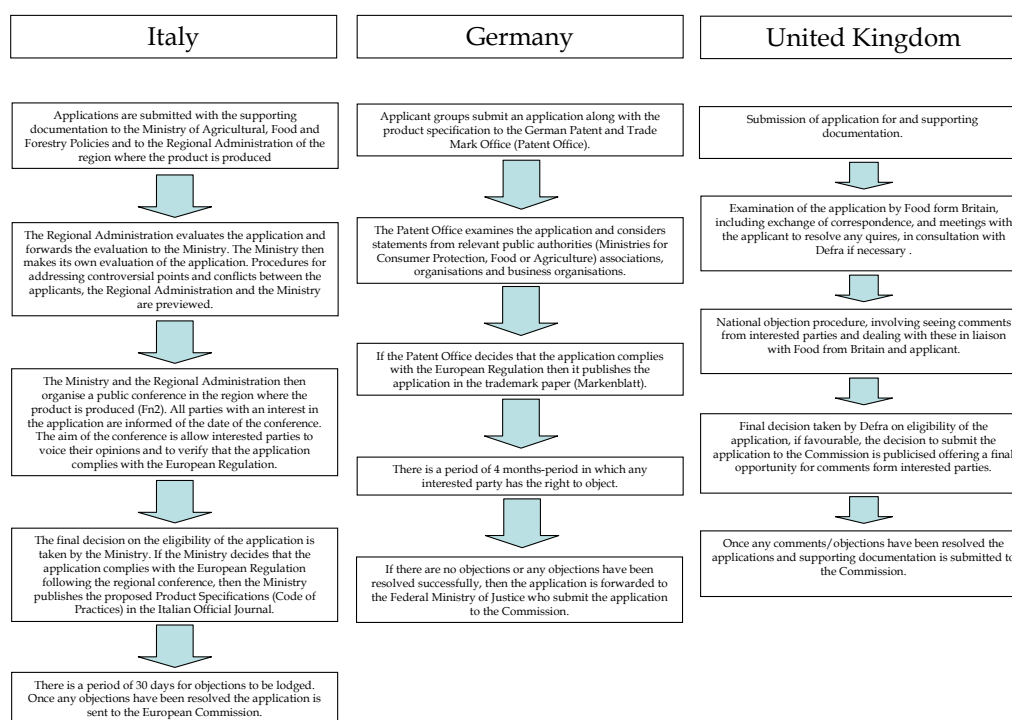 Italy
Applications are submitted with the supporting
documentation to the Ministry of Agricultural, Food and
Forestry Policies and to the Regional Administration of the
region where the product is produced
The Regional Administration evaluates the application and
forwards the evaluation to the Ministry. The Ministry then
makes its own evaluation of the application. Procedures for
addressing controversial points and conflicts between the
applicants, the Regional Administration and the Ministry
are previewed.
The Ministry and the Regional Administration then
organise a public conference in the region where the
product is produced (Fn2). All parties with an interest in
the application are informed of the date of the conference.
The aim of the conference is allow interested parties to
voice their opinions and to verify that the application
complies with the European Regulation.
The final decision on the eligibility of the application is
taken by the Ministry. If the Ministry decides that the
application complies with the European Regulation
following the regional conference, then the Ministry
publishes the proposed Product Specifications (Code of
Practices) in the Italian Official Journal.
There is a period of 30 days for objections to be lodged.
Once any objections have been resolved the application is
sent to the European Commission.
Germany
Applicant groups submit an application along with the
product specification to the German Patent and Trade
Mark Office (Patent Office).
The Patent Office examines the application and considers
statements from relevant public authorities (Ministries for
Consumer Protection, Food or Agriculture) associations,
organisations and business organisations.
If the Patent Office decides that the application complies
with the European Regulation then it publishes the
application in the trademark paper (Markenblatt).
There is a period of 4 months-period in which any
interested party has the right to object.
If there are no objections or any objections have been
resolved successfully, then the application is forwarded to
the Federal Ministry of Justice who submit the application
to the Commission.
United Kingdom
Submission of application for and supporting
documentation.
Examination of the application by Food form Britain,
including exchange of correspondence, and meetings with
the applicant to resolve any quires, in consultation with
Defra if necessary .
National objection procedure, involving seeing comments
from interested parties and dealing with these in liaison
with Food from Britain and applicant.
Final decision taken by Defra on eligibility of the
application, if favourable, the decision to submit the
application to the Commission is publicised offering a final
opportunity for comments form interested parties.
Once any comments/objections have been resolved the
applications and supporting documentation is submitted to
the Commission.